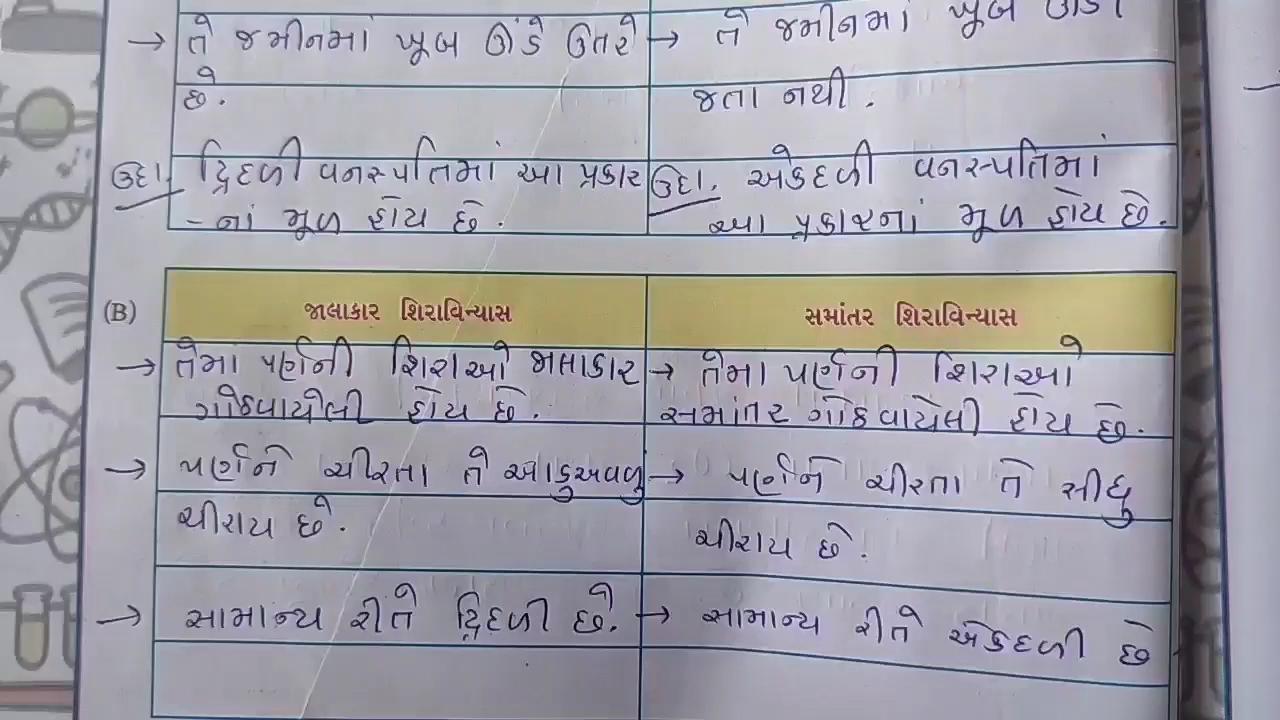 → તે જમીનમાં ખૂબ ઊંડે ઉતરે
છે.
→ તે જમીનમાં ખૂબ ઊંડે
જતા નથી.
ઉદા. દ્વિદળી વનસ્પતિમાં આ પ્રકાર
-નાં મૂળ હોય છે.
ઉદા. એકદળી વનસ્પતિમાં
આ પ્રકારનાં મૂળ હોય છે.
(B)
જાલાકાર શિરાવિન્યાસ
સમાંતર શિરાવિન્યાસ
→ તેમા પર્ણની શિરાઓ જાલાકાર
ગોઠવાયેલી હોય છે.
→ તેમા પર્ણની શિરાઓ
સમાંતર ગોઠવાયેલી હોય છે.
→ પર્ણને ચીરતા તે આડુઅવળુ
ચીરાય છે.
→ પર્ણને ચીરતા તે સીધુ
ચીરાય છે.
→ સામાન્ય રીતે દ્વિદળી છે.
→ સામાન્ય રીતે એકદળી છે